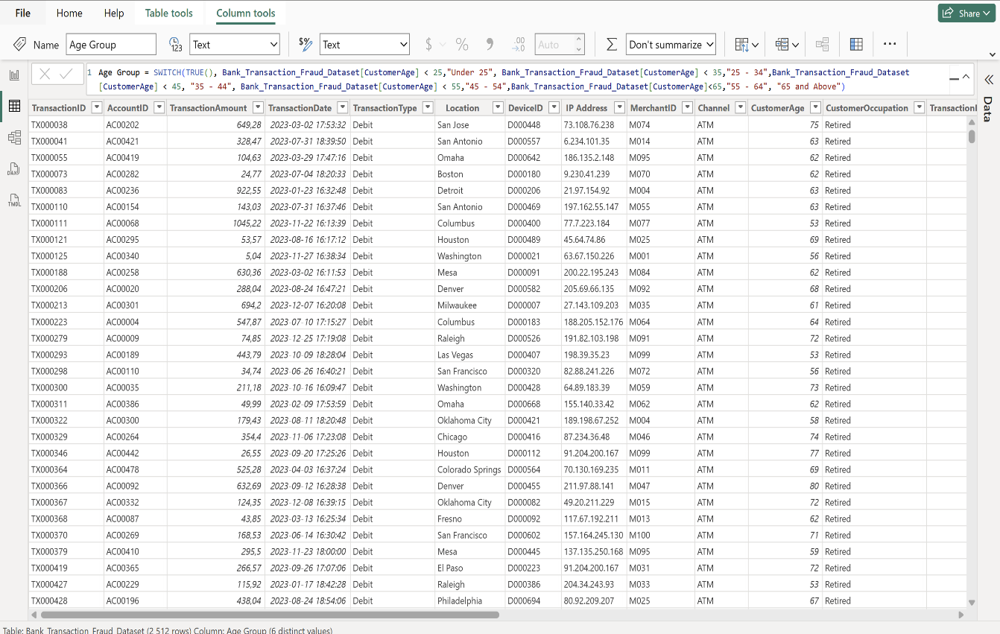 File Home Help Table tools Column tools Share
Name Age Group 123 Text $% Text $ % .00 Auto Don't summarize ...
1 Age Group = SWITCH(TRUE(), Bank_Transaction_Fraud_Dataset[CustomerAge] < 25,"Under 25", Bank_Transaction_Fraud_Dataset[CustomerAge] < 35,"25 - 34",Bank_Transaction_Fraud_Dataset
[CustomerAge] < 45, "35 - 44", Bank_Transaction_Fraud_Dataset[CustomerAge] < 55,"45 - 54",Bank_Transaction_Fraud_Dataset[CustomerAge]<65,"55 - 64", "65 and Above")
Data
DAX
TMDL
TransactionID AccountID TransactionAmount TransactionDate TransactionType Location DeviceID IP Address MerchantID Channel CustomerAge CustomerOccupation
TX000038 AC00202 649,28 2023-03-02 17:53:32 Debit San Jose D000448 73.108.76.238 M074 ATM 75 Retired
TX000041 AC00421 328,47 2023-07-31 18:39:50 Debit San Antonio D000557 6.234.101.35 M014 ATM 63 Retired
TX000055 AC00419 104,63 2023-03-29 17:47:16 Debit Omaha D000642 186.135.2.148 M095 ATM 62 Retired
TX000073 AC00282 24,77 2023-07-04 18:20:33 Debit Boston D000180 9.230.41.239 M070 ATM 62 Retired
TX000083 AC00236 922,55 2023-01-23 16:32:48 Debit Detroit D000206 21.97.154.92 M004 ATM 63 Retired
TX000110 AC00154 143,03 2023-07-31 16:37:46 Debit San Antonio D000469 197.162.55.147 M055 ATM 63 Retired
TX000111 AC00068 1045,22 2023-11-22 16:13:39 Debit Columbus D000400 77.7.223.184 M077 ATM 53 Retired
TX000121 AC00295 53,57 2023-08-16 16:17:12 Debit Houston D000489 45.64.74.86 M025 ATM 69 Retired
TX000125 AC00340 5,04 2023-11-27 16:38:34 Debit Washington D000021 63.67.150.226 M001 ATM 56 Retired
TX000188 AC00258 630,36 2023-03-02 16:11:53 Debit Mesa D000091 200.22.195.243 M084 ATM 62 Retired
TX000206 AC00020 288,04 2023-08-24 16:47:21 Debit Denver D000582 205.69.66.135 M092 ATM 68 Retired
TX000213 AC00301 694,2 2023-12-07 16:20:08 Debit Milwaukee D000007 27.143.109.203 M035 ATM 61 Retired
TX000223 AC00004 547,87 2023-07-10 17:15:27 Debit Columbus D000183 188.205.152.176 M064 ATM 64 Retired
TX000279 AC00009 74,85 2023-12-25 17:19:08 Debit Raleigh D000526 191.82.103.198 M091 ATM 72 Retired
TX000293 AC00189 443,79 2023-10-09 18:28:04 Debit Las Vegas D000407 198.39.35.23 M099 ATM 53 Retired
TX000298 AC00110 34,74 2023-06-26 16:40:21 Debit San Francisco D000320 82.88.241.226 M072 ATM 56 Retired
TX000300 AC00035 211,18 2023-10-16 16:09:47 Debit Washington D000428 64.89.183.39 M059 ATM 73 Retired
TX000311 AC00386 49,99 2023-02-09 17:53:59 Debit Omaha D000668 155.140.33.42 M062 ATM 62 Retired
TX000322 AC00300 179,43 2023-08-11 18:20:48 Debit Oklahoma City D000421 189.198.67.252 M004 ATM 58 Retired
TX000329 AC00264 354,4 2023-11-06 17:23:08 Debit Chicago D000416 87.234.36.48 M046 ATM 74 Retired
TX000346 AC00442 26,55 2023-09-20 17:25:26 Debit Houston D000112 91.204.200.167 M099 ATM 77 Retired
TX000364 AC00478 525,28 2023-04-03 16:37:24 Debit Colorado Springs D000564 70.130.169.235 M011 ATM 69 Retired
TX000366 AC00092 632,69 2023-09-12 16:28:38 Debit Denver D000455 211.97.88.141 M047 ATM 80 Retired
TX000367 AC00332 124,35 2023-12-08 16:39:15 Debit Oklahoma City D000082 49.20.211.229 M015 ATM 72 Retired
TX000368 AC00087 43,85 2023-03-13 16:25:34 Debit Fresno D000092 117.67.192.211 M013 ATM 62 Retired
TX000370 AC00269 168,53 2023-06-14 16:30:42 Debit San Francisco D000602 157.164.245.130 M100 ATM 71 Retired
TX000379 AC00410 295,5 2023-11-23 18:00:00 Debit Mesa D000445 137.135.250.168 M095 ATM 59 Retired
TX000419 AC00365 266,57 2023-09-26 17:07:06 Debit El Paso D000223 91.204.200.167 M031 ATM 72 Retired
TX000427 AC00229 115,92 2023-01-17 18:42:28 Debit Raleigh D000386 204.34.243.93 M033 ATM 53 Retired
TX000428 AC00196 438,04 2023-08-24 18:54:06 Debit Philadelphia D000694 80.92.209.207 M025 ATM 67 Retired
Table: Bank_Transaction_Fraud_Dataset (2 512 rows) Column: Age Group (6 distinct values)